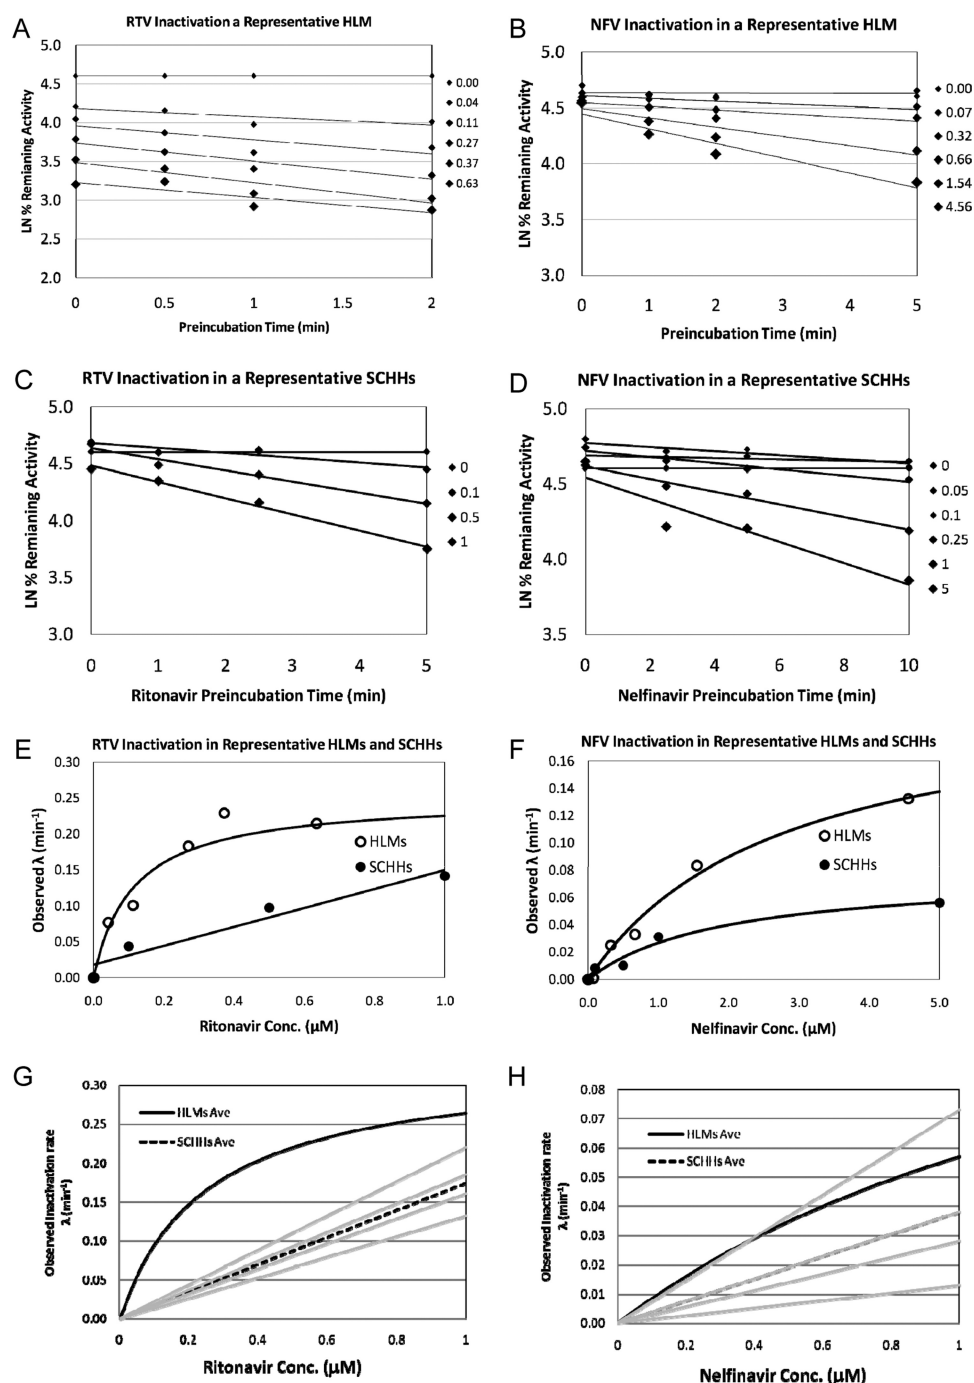 A
RTV Inactivation a Representative HLM
LN % Remianing Activity
5.0
4.5
4.0
3.5
3.0
2.5
2.0
0 0.5 1 1.5 2
Preincubation Time (min)
0.00
0.04
0.11
0.27
0.37
0.63
B
NFV Inactivation in a Representative HLM
LN % Remianing Activity
5.0
4.5
4.0
3.5
3.0
0 1 2 3 4 5
Preincubation Time (min)
0.00
0.07
0.32
0.66
1.54
4.56
C
RTV Inactivation in a Representative SCHHs
LN % Remianing Activity
5.0
4.5
4.0
3.5
3.0
0 1 2 3 4 5
Ritonavir Preincubation Time (min)
0
0.1
0.5
1
D
NFV Inactivation in a Representative SCHHs
LN % Remianing Activity
5.0
4.5
4.0
3.5
0 2 4 6 8 10
Nelfinavir Preincubation Time (min)
0
0.05
0.1
0.25
1
5
E
RTV Inactivation in Representative HLMs and SCHHs
Observed λ (min⁻¹)
0.30
0.25
0.20
0.15
0.10
0.05
0.00
0.0 0.2 0.4 0.6 0.8 1.0
Ritonavir Conc. (μM)
HLMs
SCHHs
F
NFV Inactivation in Representative HLMs and SCHHs
Observed λ (min⁻¹)
0.16
0.14
0.12
0.10
0.08
0.06
0.04
0.02
0.00
0.0 1.0 2.0 3.0 4.0 5.0
Nelfinavir Conc. (μM)
HLMs
SCHHs
G
Observed Inactivation rate
λ (min⁻¹)
0.30
0.25
0.20
0.15
0.10
0.05
0.00
0 0.2 0.4 0.6 0.8 1
Ritonavir Conc. (μM)
HLMs Ave
SCHHs Ave
H
Observed Inactivation rate
λ (min⁻¹)
0.08
0.07
0.06
0.05
0.04
0.03
0.02
0.01
0.00
0 0.2 0.4 0.6 0.8 1
Nelfinavir Conc. (μM)
HLMs Ave
SCHHs Ave